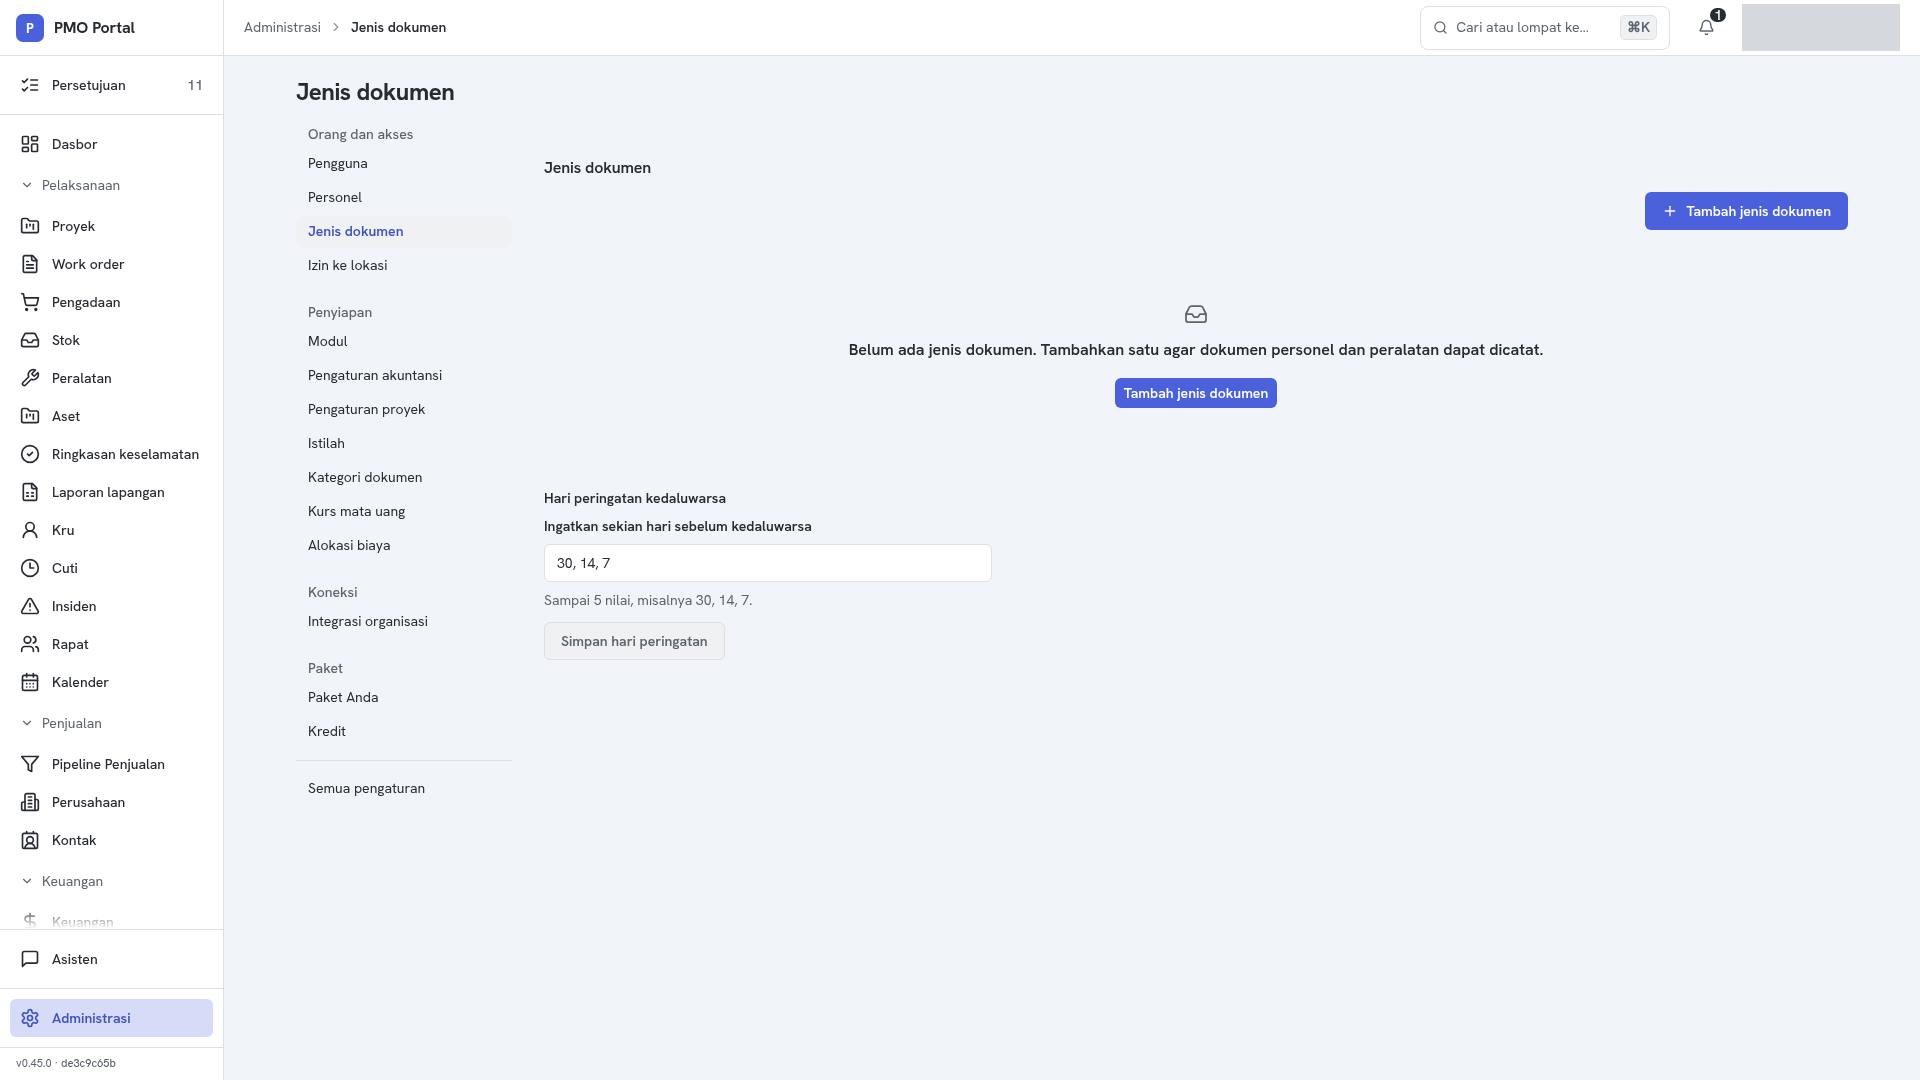 P PMO Portal
Administrasi > Jenis dokumen
Cari atau lompat ke... ⌘K
1
Persetujuan 11
Dasbor
Pelaksanaan
Proyek
Work order
Pengadaan
Stok
Peralatan
Aset
Ringkasan keselamatan
Laporan lapangan
Kru
Cuti
Insiden
Rapat
Kalender
Penjualan
Pipeline Penjualan
Perusahaan
Kontak
Keuangan
Keuangan
Asisten
Administrasi
v0.45.0 · de3c9c65b
Jenis dokumen
Orang dan akses
Pengguna
Personel
Jenis dokumen
Izin ke lokasi
Penyiapan
Modul
Pengaturan akuntansi
Pengaturan proyek
Istilah
Kategori dokumen
Kurs mata uang
Alokasi biaya
Koneksi
Integrasi organisasi
Paket
Paket Anda
Kredit
Semua pengaturan
Jenis dokumen
+ Tambah jenis dokumen
Belum ada jenis dokumen. Tambahkan satu agar dokumen personel dan peralatan dapat dicatat.
Tambah jenis dokumen
Hari peringatan kedaluwarsa
Ingatkan sekian hari sebelum kedaluwarsa
30, 14, 7
Sampai 5 nilai, misalnya 30, 14, 7.
Simpan hari peringatan